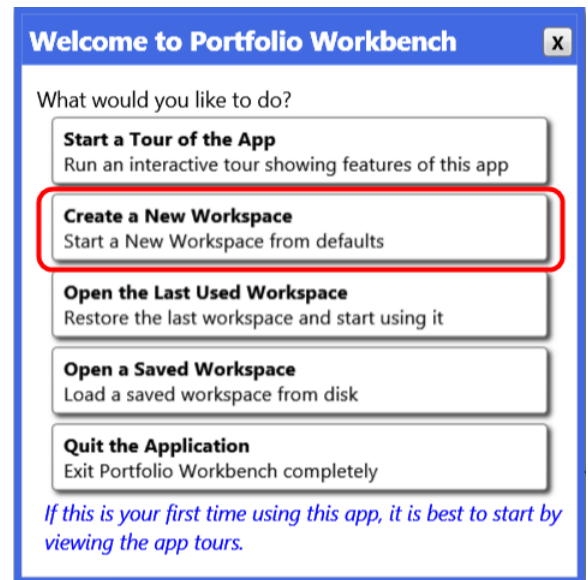 Welcome to Portfolio Workbench
X
What would you like to do?
Start a Tour of the App
Run an interactive tour showing features of this app
Create a New Workspace
Start a New Workspace from defaults
Open the Last Used Workspace
Restore the last workspace and start using it
Open a Saved Workspace
Load a saved workspace from disk
Quit the Application
Exit Portfolio Workbench completely
If this is your first time using this app, it is best to start by
viewing the app tours.